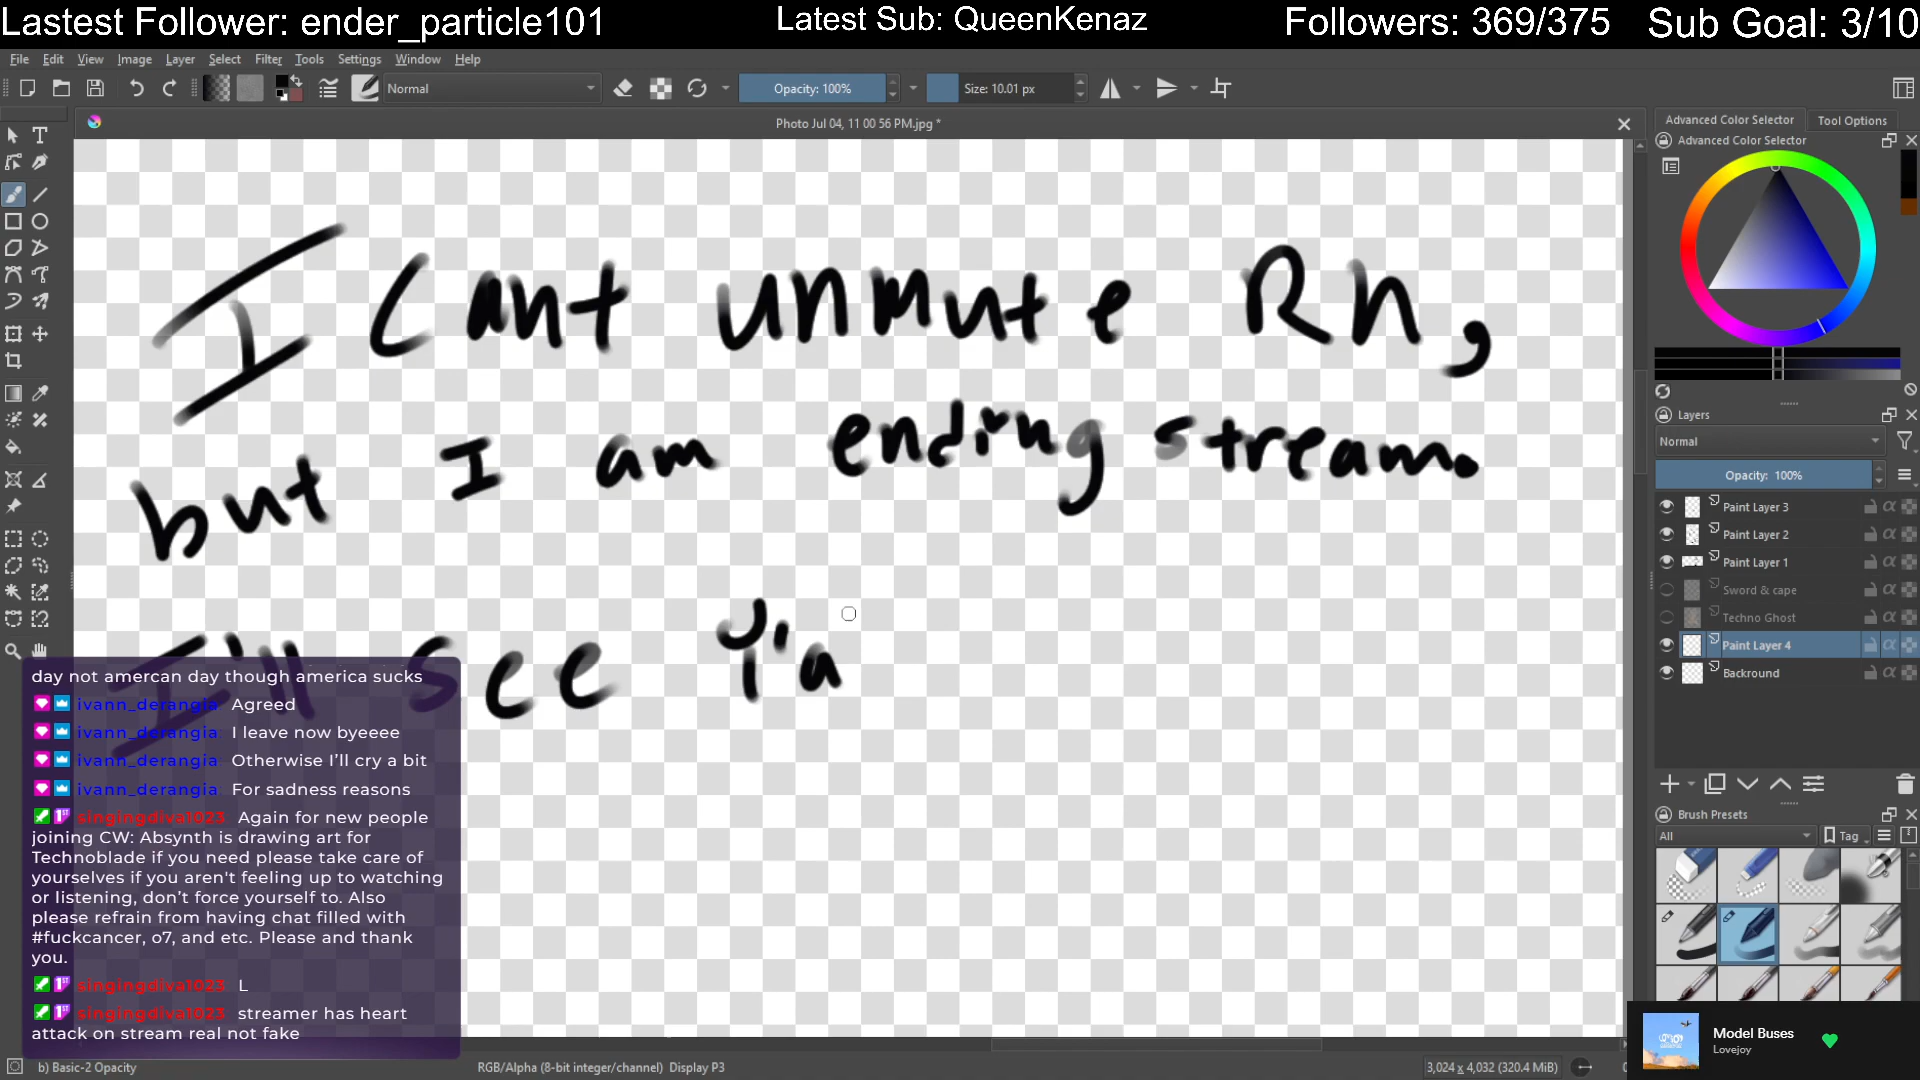 Lastest Follower: ender_particle101 Latest Sub: QueenKenaz Followers: 369/375 Sub Goal: 3/10
File Edit View Image Layer Select Filter Tools Settings Window Help
Normal Opacity: 100% Size: 10.01 px
Photo Jul 04, 11 00 56 PM.jpg *
Advanced Color Selector Tool Options
Advanced Color Selector
I Cant unmute Rn,
but I am ending stream.
I'll see Y'a
Layers
Normal
Opacity: 100%
Paint Layer 3
Paint Layer 2
Paint Layer 1
Sword & cape
Techno Ghost
Paint Layer 4
Background
Brush Presets
All Tag
day not amercan day though america sucks
ivann_derangia: Agreed
ivann_derangia: I leave now byeeee
ivann_derangia: Otherwise I'll cry a bit
ivann_derangia: For sadness reasons
singingdiva1023: Again for new people
joining CW: Absynth is drawing art for
Technoblade if you need please take care of
yourselves if you aren't feeling up to watching
or listening, don't force yourself to. Also
please refrain from having chat filled with
#fuckcancer, o7, and etc. Please and thank
you.
singingdiva1023: L
singingdiva1023: streamer has heart
attack on stream real not fake
Model Buses
Lovejoy
b) Basic-2 Opacity RGB/Alpha (8-bit integer/channel) Display P3 3,024 x 4,032 (320.4 MiB)